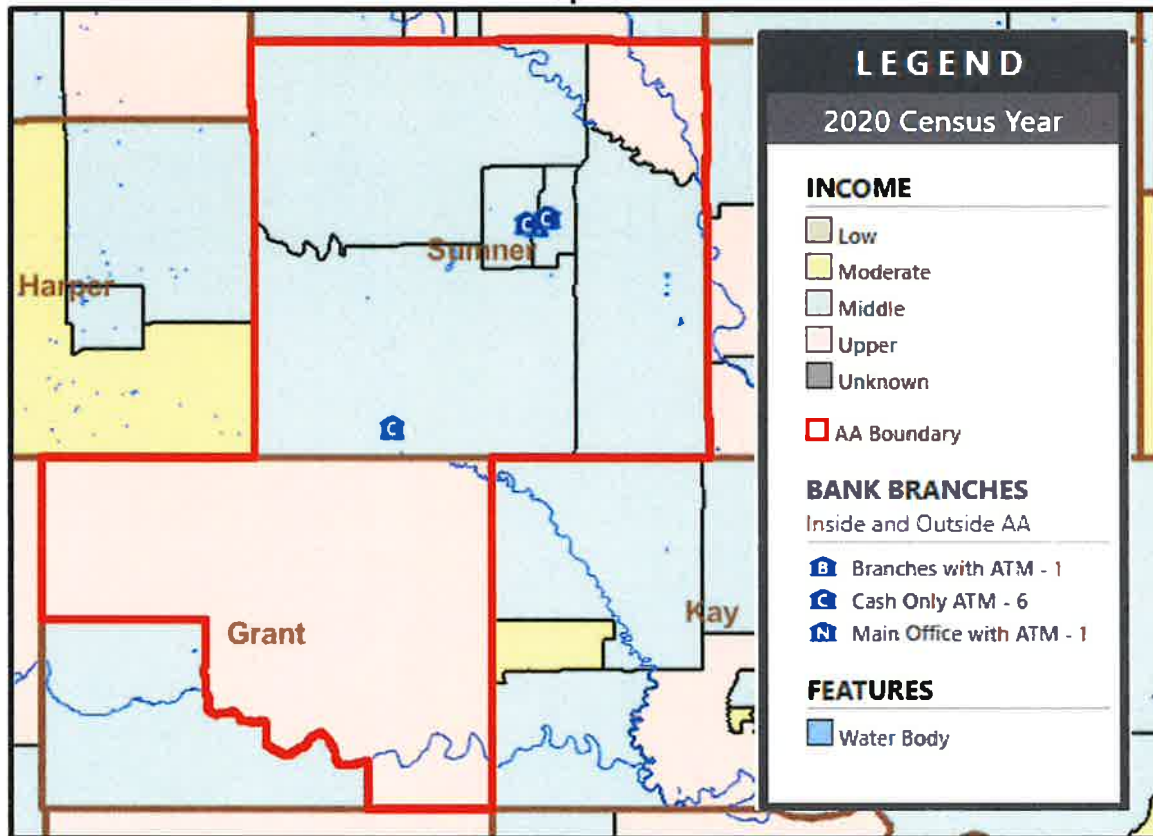 Harper
Sumner
C
C
C
Grant
Kay
LEGEND
2020 Census Year
INCOME
Low
Moderate
Middle
Upper
Unknown
AA Boundary
BANK BRANCHES
Inside and Outside AA
B Branches with ATM - 1
C Cash Only ATM - 6
N Main Office with ATM - 1
FEATURES
Water Body